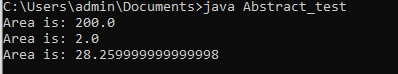 C:\Users\admin\Documents>java Abstract_test
Area is: 200.0
Area is: 2.0
Area is: 28.259999999999998